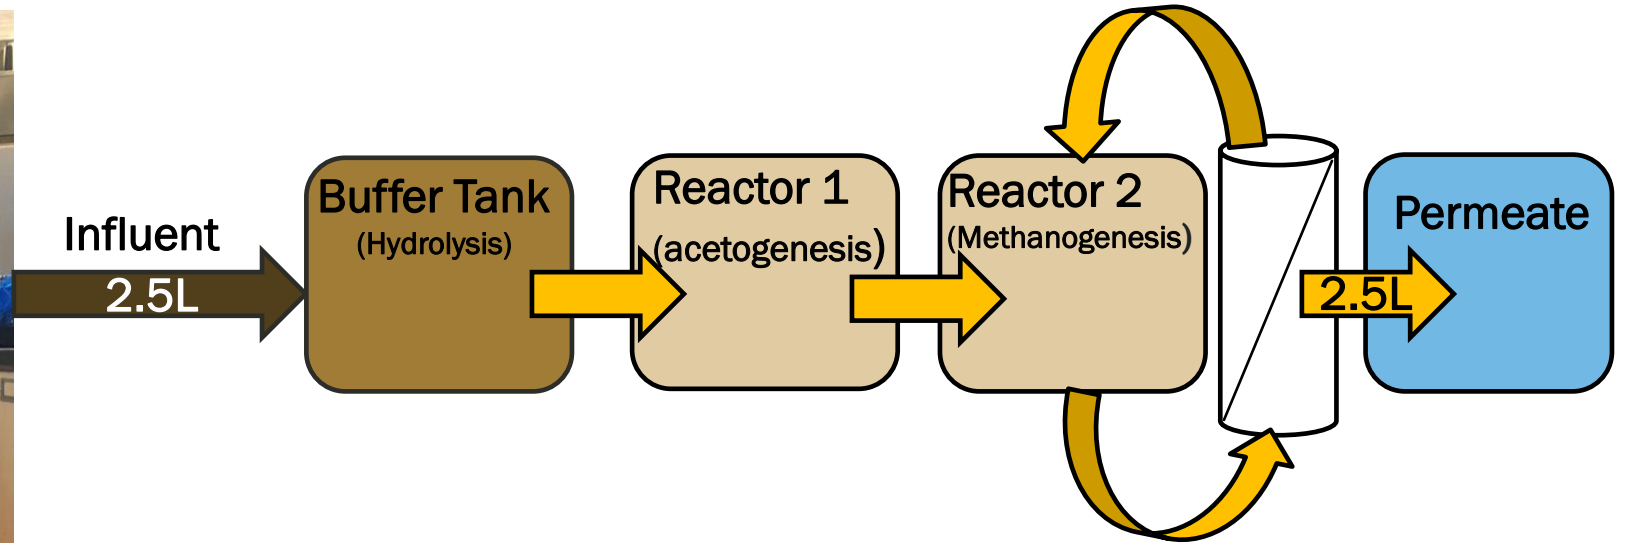 Influent
2.5L
Buffer Tank
(Hydrolysis)
Reactor 1
(acetogenesis)
Reactor 2
(Methanogenesis)
2.5L
Permeate